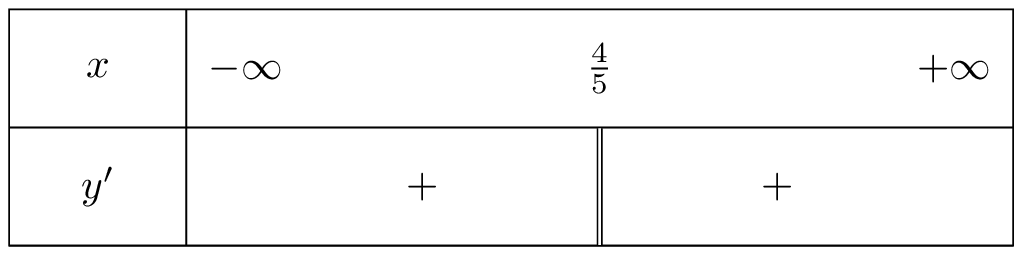 x −∞ 4/5 +∞
y′ + +